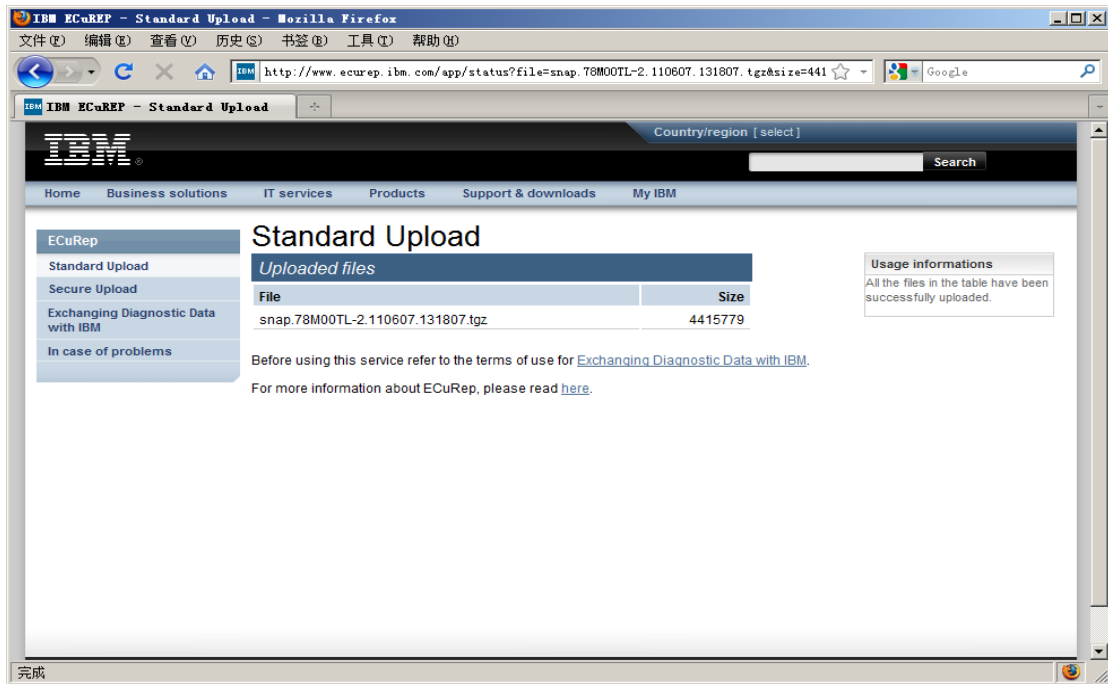 IBM ECuREP - Standard Upload - Mozilla Firefox
文件(F) 编辑(E) 查看(V) 历史(S) 书签(B) 工具(T) 帮助(H)
IBM http://www.ecurep.ibm.com/app/status?file=snap.78M00TL-2.110607.131807.tgz&size=441 Google
IBM IBM ECuREP - Standard Upload
Country/region [ select ]
IBM®
Search
Home Business solutions IT services Products Support & downloads My IBM
ECuRep
Standard Upload
Secure Upload
Exchanging Diagnostic Data
with IBM
In case of problems
Standard Upload
Uploaded files
File Size
snap.78M00TL-2.110607.131807.tgz 4415779
Before using this service refer to the terms of use for Exchanging Diagnostic Data with IBM.
For more information about ECuRep, please read here.
Usage informations
All the files in the table have been
successfully uploaded.
完成